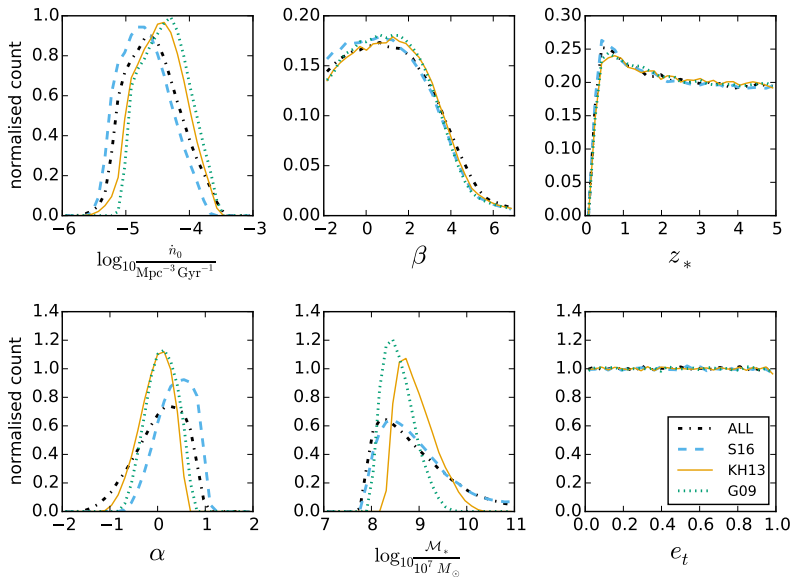 normalised count
1.0
0.8
0.6
0.4
0.2
0.0
−6 −5 −4 −3
log₁₀ ṅ₀ / Mpc⁻³ Gyr⁻¹
0.20
0.15
0.10
0.05
0.00
−2 0 2 4 6
β
0.30
0.25
0.20
0.15
0.10
0.05
0.00
0 1 2 3 4 5
z*
normalised count
1.4
1.2
1.0
0.8
0.6
0.4
0.2
0.0
−2 −1 0 1 2
α
1.4
1.2
1.0
0.8
0.6
0.4
0.2
0.0
7 8 9 10 11
log₁₀ ℳ* / 10⁷ M☉
1.4
1.2
1.0
0.8
0.6
0.4
0.2
0.0
0.0 0.2 0.4 0.6 0.8 1.0
eₜ
ALL
S16
KH13
G09